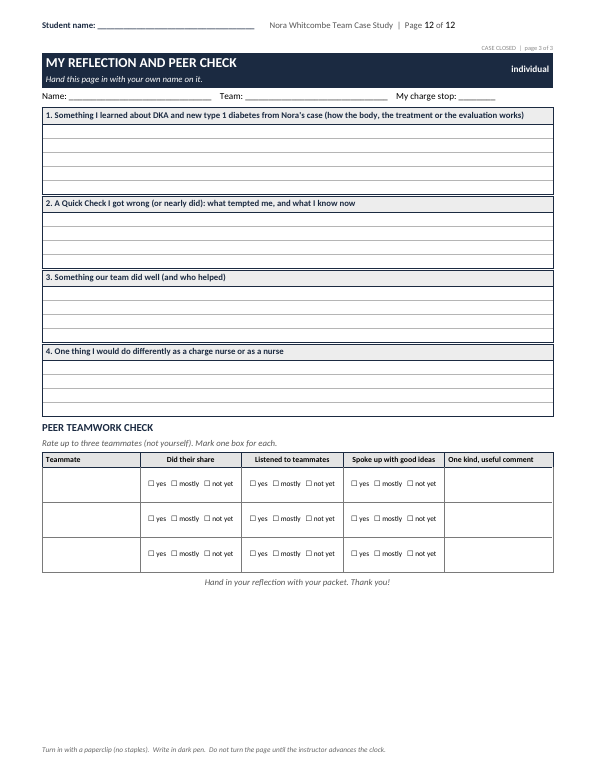 Student name: ___________________________________ Nora Whitcombe Team Case Study | Page 12 of 12
CASE CLOSED | page 3 of 3
MY REFLECTION AND PEER CHECK
individual
Hand this page in with your own name on it.
Name: ______________________________ Team: ______________________________ My charge stop: ________
1. Something I learned about DKA and new type 1 diabetes from Nora's case (how the body, the treatment or the evaluation works)
2. A Quick Check I got wrong (or nearly did): what tempted me, and what I know now
3. Something our team did well (and who helped)
4. One thing I would do differently as a charge nurse or as a nurse
PEER TEAMWORK CHECK
Rate up to three teammates (not yourself). Mark one box for each.
Teammate Did their share Listened to teammates Spoke up with good ideas One kind, useful comment
☐ yes ☐ mostly ☐ not yet ☐ yes ☐ mostly ☐ not yet ☐ yes ☐ mostly ☐ not yet
☐ yes ☐ mostly ☐ not yet ☐ yes ☐ mostly ☐ not yet ☐ yes ☐ mostly ☐ not yet
☐ yes ☐ mostly ☐ not yet ☐ yes ☐ mostly ☐ not yet ☐ yes ☐ mostly ☐ not yet
Hand in your reflection with your packet. Thank you!
Turn in with a paperclip (no staples). Write in dark pen. Do not turn the page until the instructor advances the clock.